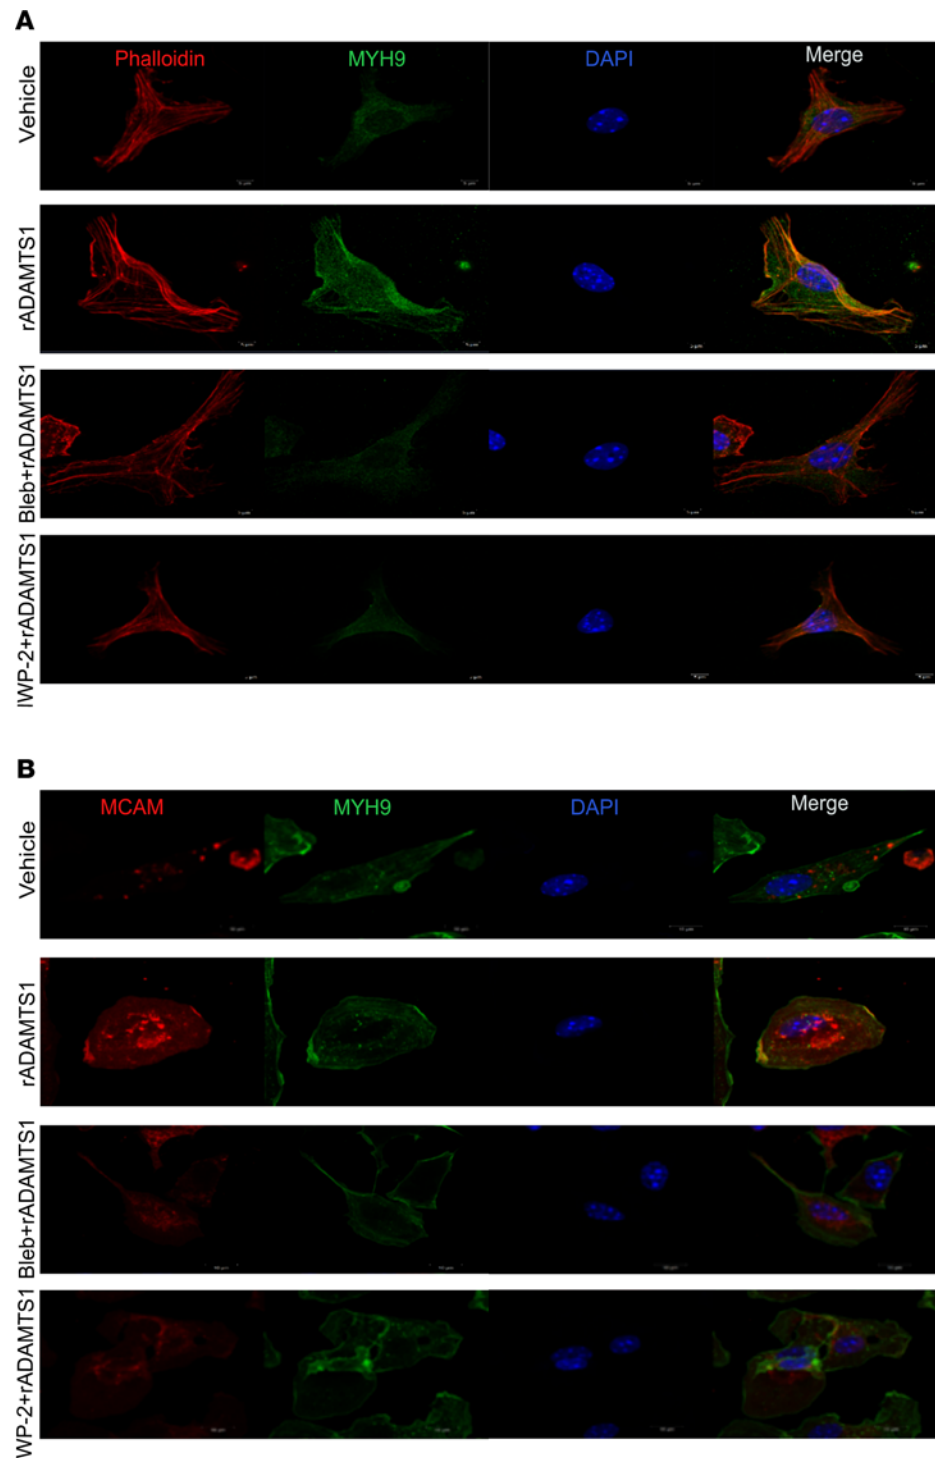 A
Phalloidin MYH9 DAPI Merge
Vehicle
rADAMTS1
Bleb+rADAMTS1
IWP-2+rADAMTS1
B
MCAM MYH9 DAPI Merge
Vehicle
rADAMTS1
Bleb+rADAMTS1
WP-2+rADAMTS1